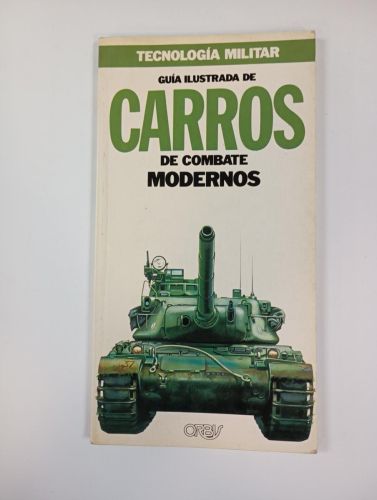 TECNOLOGÍA MILITAR
GUÍA ILUSTRADA DE
CARROS
DE COMBATE
MODERNOS
ORBIS